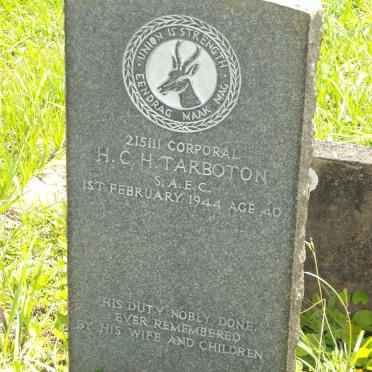 UNION IS STRENGTH
EENDRAG MAAK MAG
215111 CORPORAL
H. C. H. TARBOTON
S. A. E. C.
1ST FEBRUARY 1944 AGE 40
HIS DUTY NOBLY DONE,
EVER REMEMBERED
BY HIS WIFE AND CHILDREN